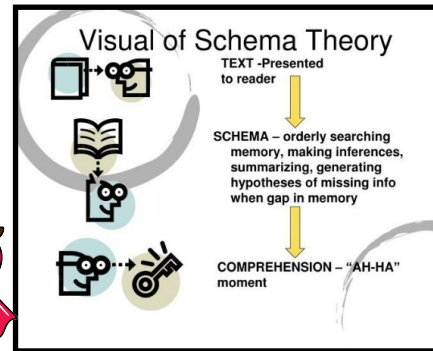 Visual of Schema Theory
TEXT -Presented
to reader
SCHEMA – orderly searching
memory, making inferences,
summarizing, generating
hypotheses of missing info
when gap in memory
COMPREHENSION – “AH-HA”
moment